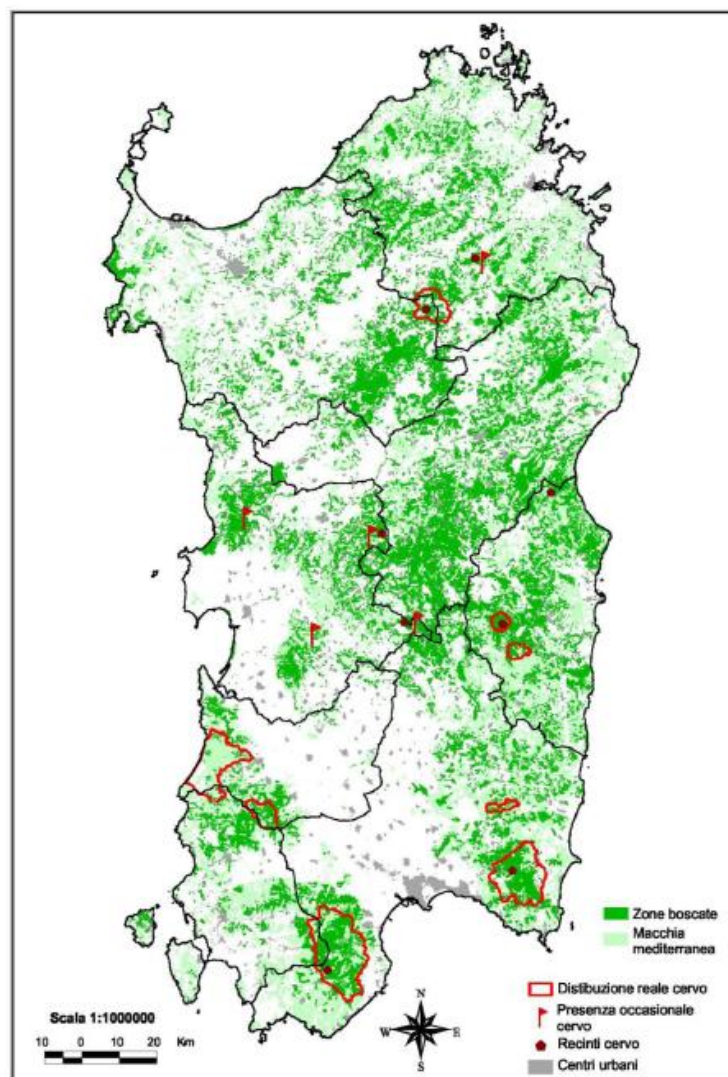 Zone boscate
Macchia
mediterranea
Distibuzione reale cervo
Presenza occasionale
cervo
Recinti cervo
Centri urbani
N
W E
S
Scala 1:1000000
10 0 10 20 Km